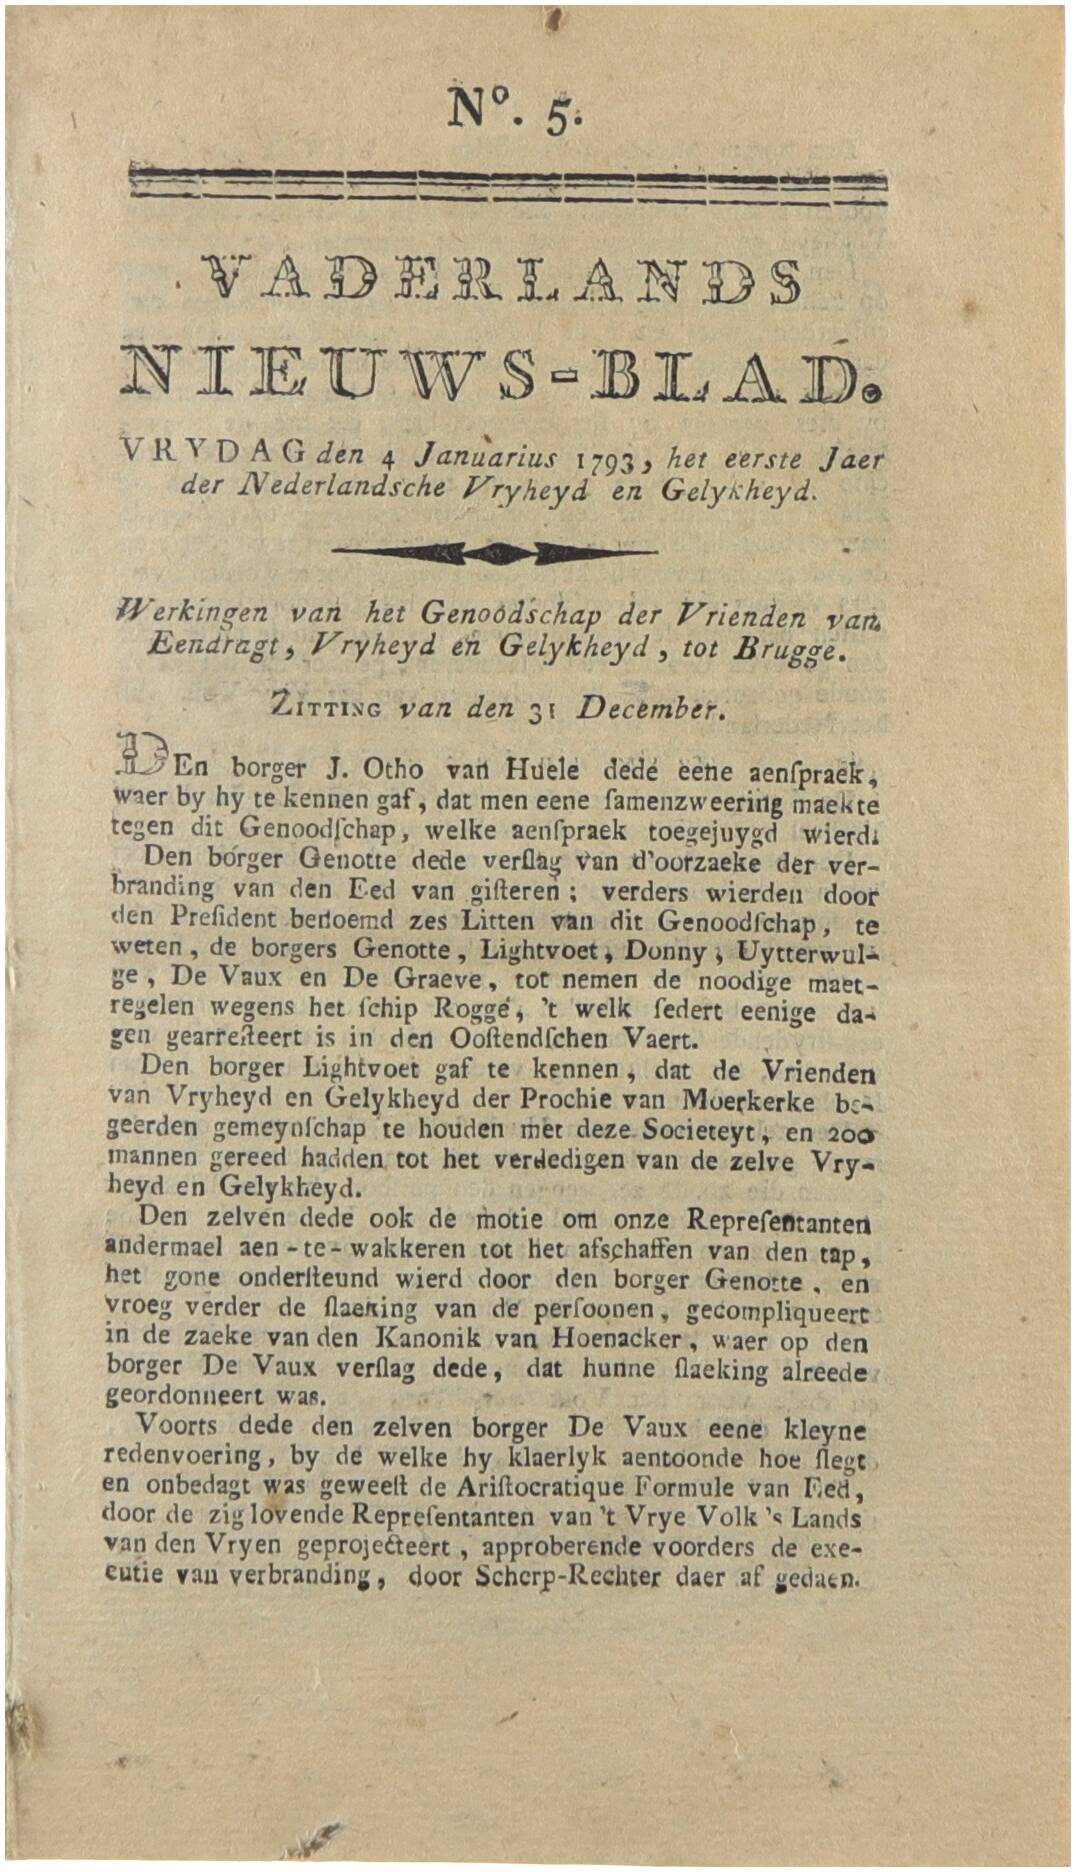 Nº. 5.
VADERLANDS
NIEUWS-BLAD.
VRYDAG den 4 Januarius 1793, het eerste Jaer
der Nederlandsche Vryheyd en Gelykheyd.
Werkingen van het Genoodschap der Vrienden van
Eendragt, Vryheyd en Gelykheyd, tot Brugge.
ZITTING van den 31 December.
DEn borger J. Otho van Huele dede eene aenſpraek,
waer by hy te kennen gaf, dat men eene ſamenzweering maekte
tegen dit Genoodſchap, welke aenſpraek toegejuygd wierd.
Den borger Genotte dede verſlag van d'oorzaeke der ver-
branding van den Eed van giſteren; verders wierden door
den Preſident benoemd zes Litten van dit Genoodſchap, te
weten, de borgers Genotte, Lightvoet, Donny, Uytterwul-
ge, De Vaux en De Graeve, tot nemen de noodige maet-
regelen wegens het ſchip Roggé, 't welk ſedert eenige da-
gen gearreſteert is in den Ooſtendſchen Vaert.
Den borger Lightvoet gaf te kennen, dat de Vrienden
van Vryheyd en Gelykheyd der Prochie van Moerkerke be-
geerden gemeynſchap te houden met deze Societeyt, en 200
mannen gereed hadden tot het verdedigen van de zelve Vry-
heyd en Gelykheyd.
Den zelven dede ook de motie om onze Repreſentanten
andermael aen-te-wakkeren tot het afschaffen van den tap,
het gone onderſteund wierd door den borger Genotte, en
vroeg verder de ſlaeking van de perſoonen, gecompliqueert
in de zaeke van den Kanonik van Hoenacker, waer op den
borger De Vaux verſlag dede, dat hunne ſlaeking alreede
geordonneert was.
Voorts dede den zelven borger De Vaux eene kleyne
redenvoering, by de welke hy klaerlyk aentoonde hoe ſlegt
en onbedagt was geweeſt de Ariſtocratique Formule van Eed,
door de zig lovende Repreſentanten van 't Vrye Volk 's Lands
van den Vryen geprojecteert, approberende voorders de exe-
cutie van verbranding, door Scherp-Rechter daer af gedaen.